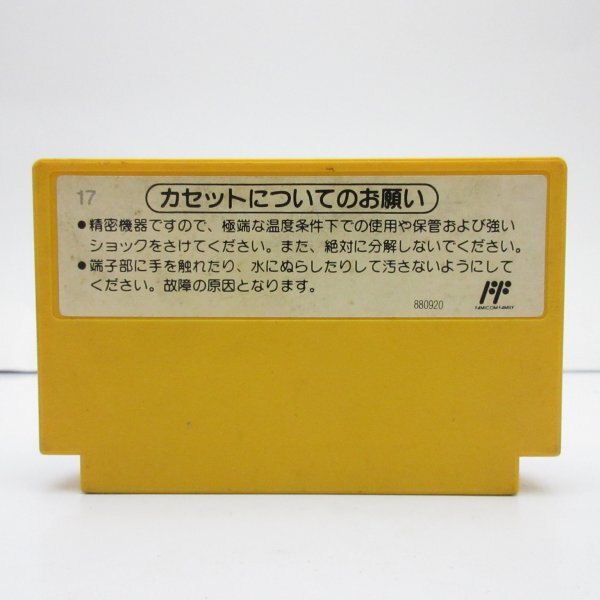 17
カセットについてのお願い
●精密機器ですので、極端な温度条件下での使用や保管および強い
ショックをさけてください。また、絶対に分解しないでください。
●端子部に手を触れたり、水にぬらしたりして汚さないようにして
ください。故障の原因となります。
880920
FAMICOM FAMILY